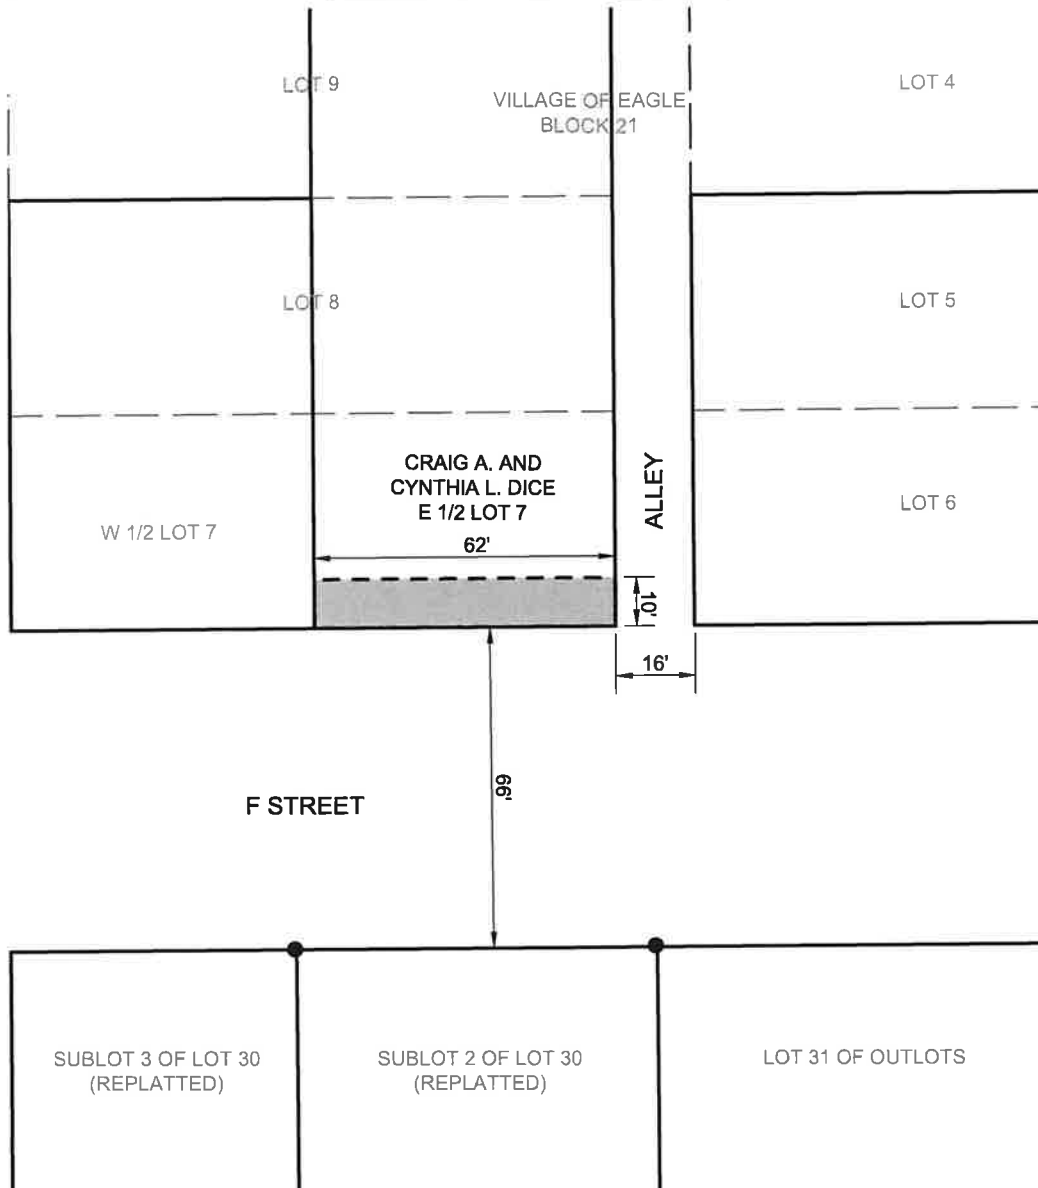 LOT 9
VILLAGE OF EAGLE
BLOCK 21
LOT 4
LOT 8
LOT 5
CRAIG A. AND
CYNTHIA L. DICE
E 1/2 LOT 7
ALLEY
W 1/2 LOT 7
LOT 6
62'
10'
16'
66'
F STREET
SUBLOT 3 OF LOT 30
(REPLATTED)
SUBLOT 2 OF LOT 30
(REPLATTED)
LOT 31 OF OUTLOTS